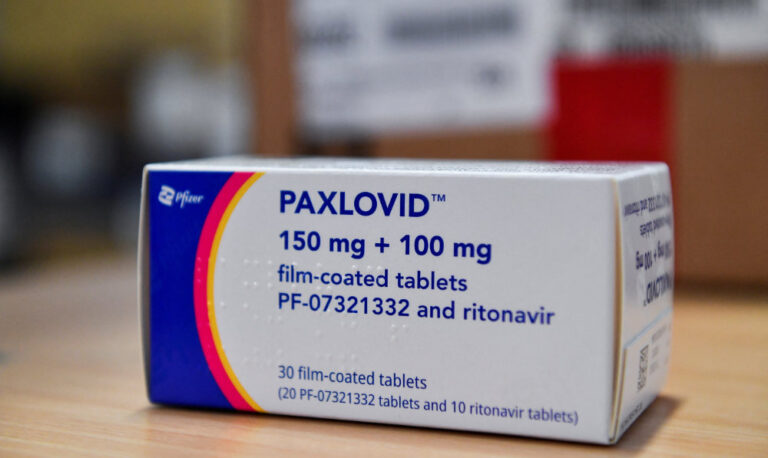 Pfizer
PAXLOVID™
150 mg + 100 mg
film-coated tablets
PF-07321332 and ritonavir
30 film-coated tablets
(20 PF-07321332 tablets and 10 ritonavir tablets)